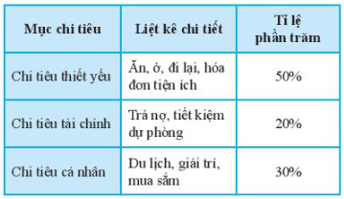 Mục chi tiêu
Liệt kê chi tiết
Tỉ lệ
phần trăm
Chi tiêu thiết yếu
Ăn, ở, đi lại, hóa
đơn tiện ích
50%
Chi tiêu tài chính
Trả nợ, tiết kiệm
dự phòng
20%
Chi tiêu cá nhân
Du lịch, giải trí,
mua sắm
30%